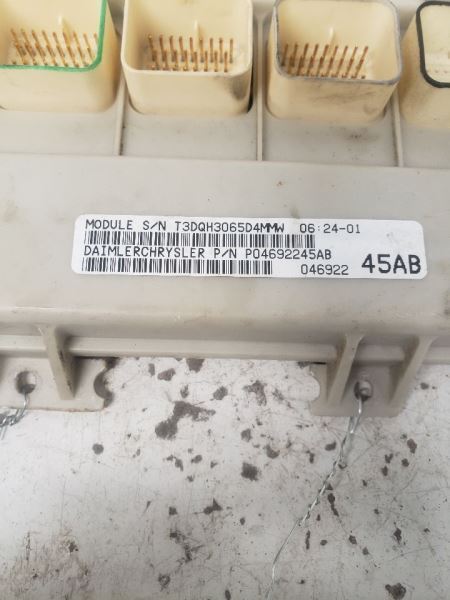 MODULE S/N T3DQH3065D4MMW 06:24-01
DAIMLERCHRYSLER P/N P04692245AB
046922 45AB